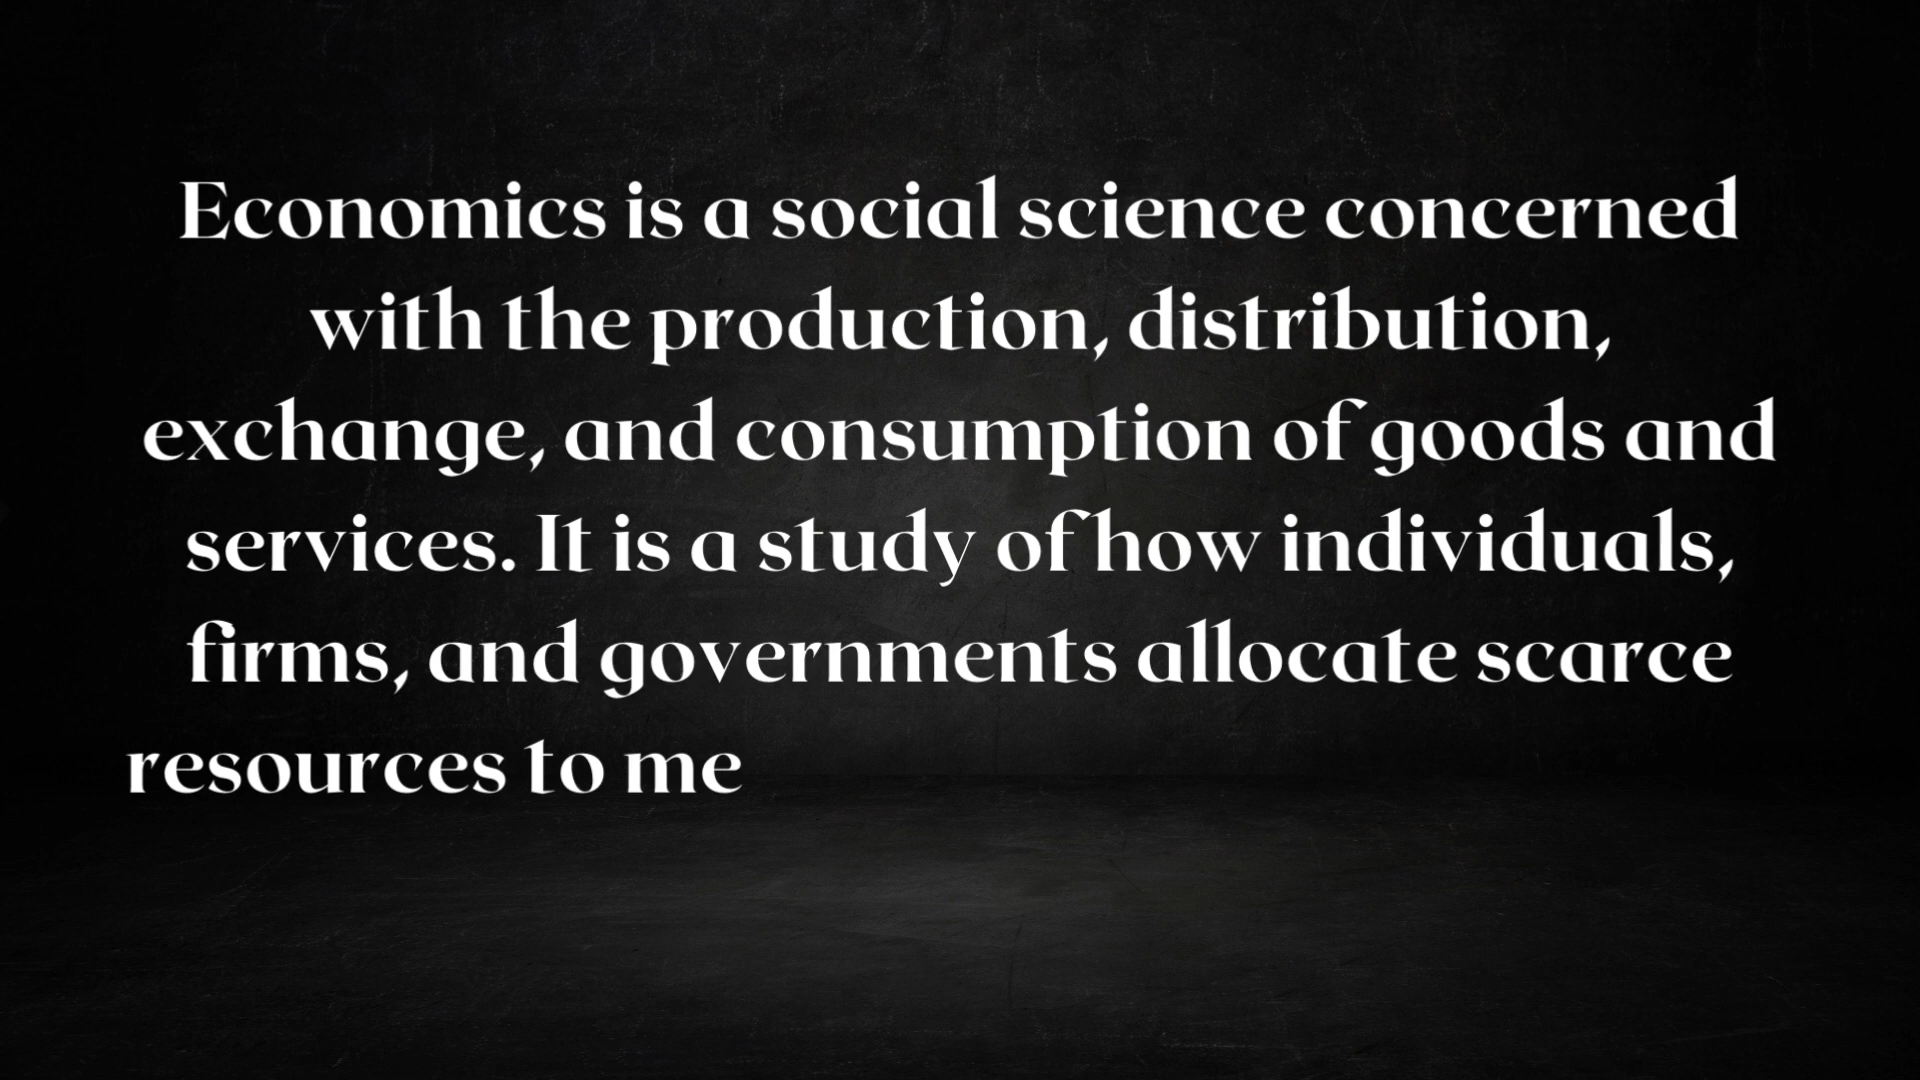 Economics is a social science concerned
with the production, distribution,
exchange, and consumption of goods and
services. It is a study of how individuals,
firms, and governments allocate scarce
resources to me